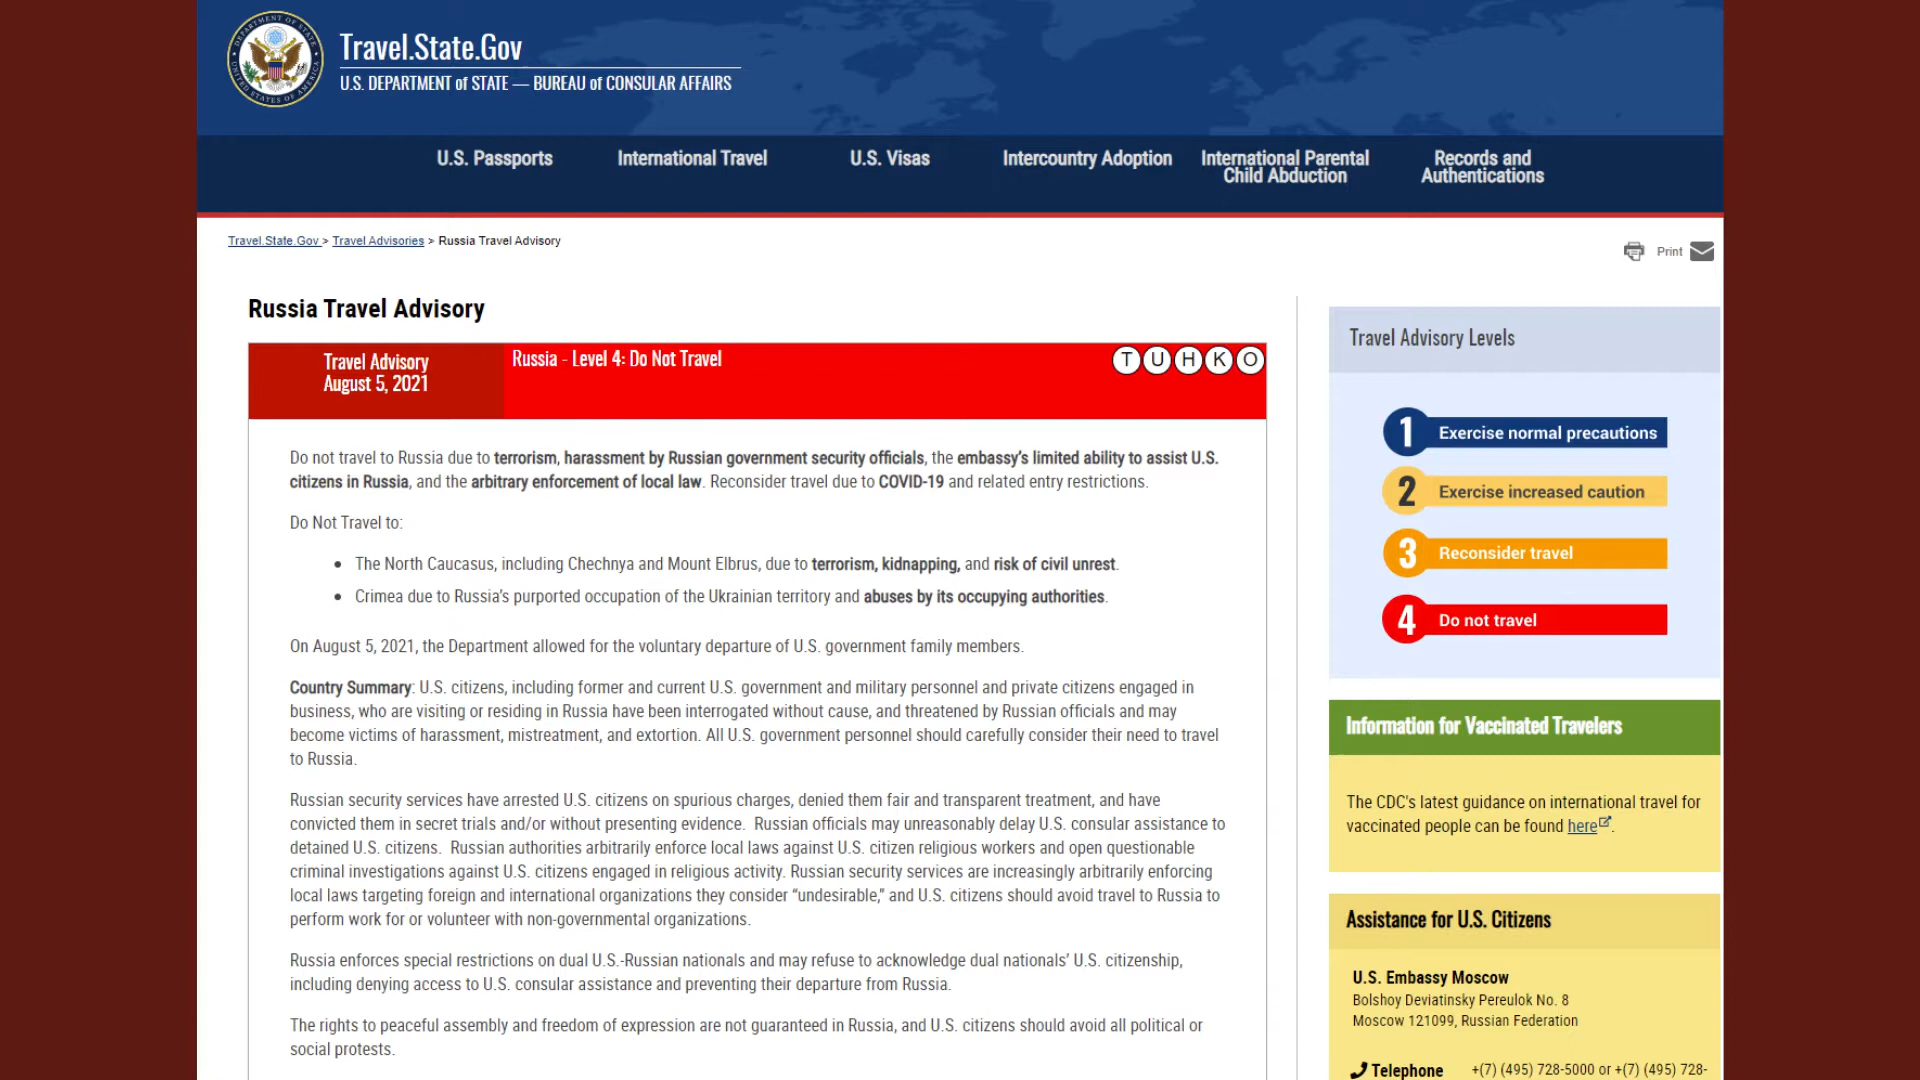 Travel.State.Gov
U.S. DEPARTMENT of STATE — BUREAU of CONSULAR AFFAIRS
U.S. Passports
International Travel
U.S. Visas
Intercountry Adoption
International Parental
Child Abduction
Records and
Authentications
Travel.State.Gov > Travel Advisories > Russia Travel Advisory
Print
Russia Travel Advisory
Travel Advisory
August 5, 2021
Russia - Level 4: Do Not Travel
T U H K O
Do not travel to Russia due to terrorism, harassment by Russian government security officials, the embassy’s limited ability to assist U.S.
citizens in Russia, and the arbitrary enforcement of local law. Reconsider travel due to COVID-19 and related entry restrictions.
Do Not Travel to:
• The North Caucasus, including Chechnya and Mount Elbrus, due to terrorism, kidnapping, and risk of civil unrest.
• Crimea due to Russia’s purported occupation of the Ukrainian territory and abuses by its occupying authorities.
On August 5, 2021, the Department allowed for the voluntary departure of U.S. government family members.
Country Summary: U.S. citizens, including former and current U.S. government and military personnel and private citizens engaged in
business, who are visiting or residing in Russia have been interrogated without cause, and threatened by Russian officials and may
become victims of harassment, mistreatment, and extortion. All U.S. government personnel should carefully consider their need to travel
to Russia.
Russian security services have arrested U.S. citizens on spurious charges, denied them fair and transparent treatment, and have
convicted them in secret trials and/or without presenting evidence.  Russian officials may unreasonably delay U.S. consular assistance to
detained U.S. citizens.  Russian authorities arbitrarily enforce local laws against U.S. citizen religious workers and open questionable
criminal investigations against U.S. citizens engaged in religious activity. Russian security services are increasingly arbitrarily enforcing
local laws targeting foreign and international organizations they consider “undesirable,” and U.S. citizens should avoid travel to Russia to
perform work for or volunteer with non-governmental organizations.
Russia enforces special restrictions on dual U.S.-Russian nationals and may refuse to acknowledge dual nationals’ U.S. citizenship,
including denying access to U.S. consular assistance and preventing their departure from Russia.
The rights to peaceful assembly and freedom of expression are not guaranteed in Russia, and U.S. citizens should avoid all political or
social protests.
Travel Advisory Levels
1 Exercise normal precautions
2 Exercise increased caution
3 Reconsider travel
4 Do not travel
Information for Vaccinated Travelers
The CDC's latest guidance on international travel for
vaccinated people can be found here.
Assistance for U.S. Citizens
U.S. Embassy Moscow
Bolshoy Deviatinsky Pereulok No. 8
Moscow 121099, Russian Federation
Telephone +(7) (495) 728-5000 or +(7) (495) 728-